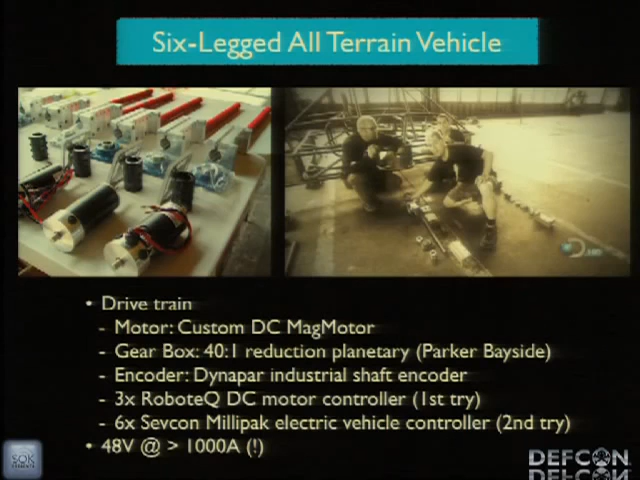 Six-Legged All Terrain Vehicle
• Drive train
- Motor: Custom DC MagMotor
- Gear Box: 40:1 reduction planetary (Parker Bayside)
- Encoder: Dynapar industrial shaft encoder
- 3x RoboteQ DC motor controller (1st try)
- 6x Sevcon Millipak electric vehicle controller (2nd try)
• 48V @ > 1000A (!)
SOK
DEFCON